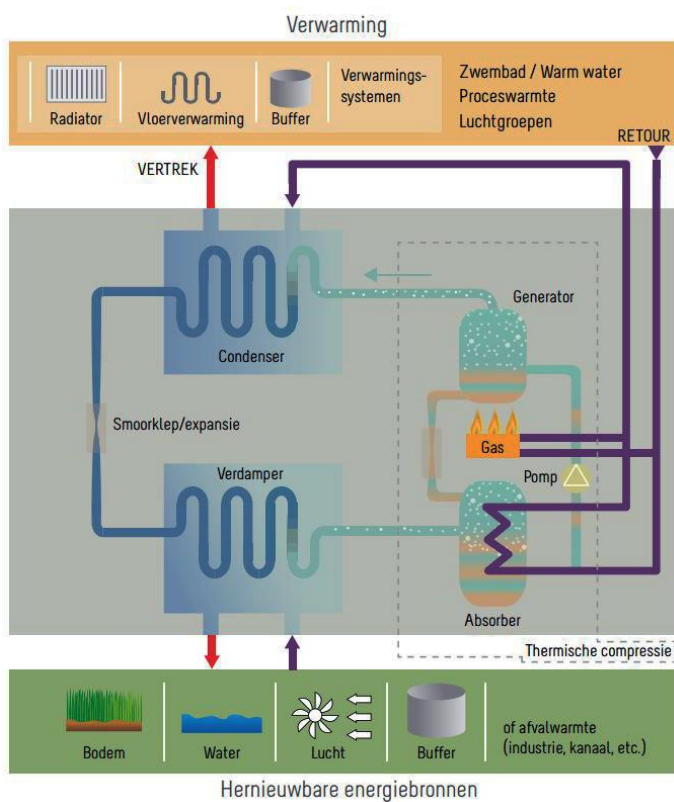 Verwarming
Radiator
Vloerverwarming
Buffer
Verwarmings-
systemen
Zwembad / Warm water
Proceswarmte
Luchtgroepen
RETOUR
VERTREK
Generator
Condenser
Smoorklep/expansie
Gas
Verdamper
Pomp
Absorber
Thermische compressie
Bodem
Water
Lucht
Buffer
of afvalwarmte
(industrie, kanaal, etc.)
Hernieuwbare energiebronnen